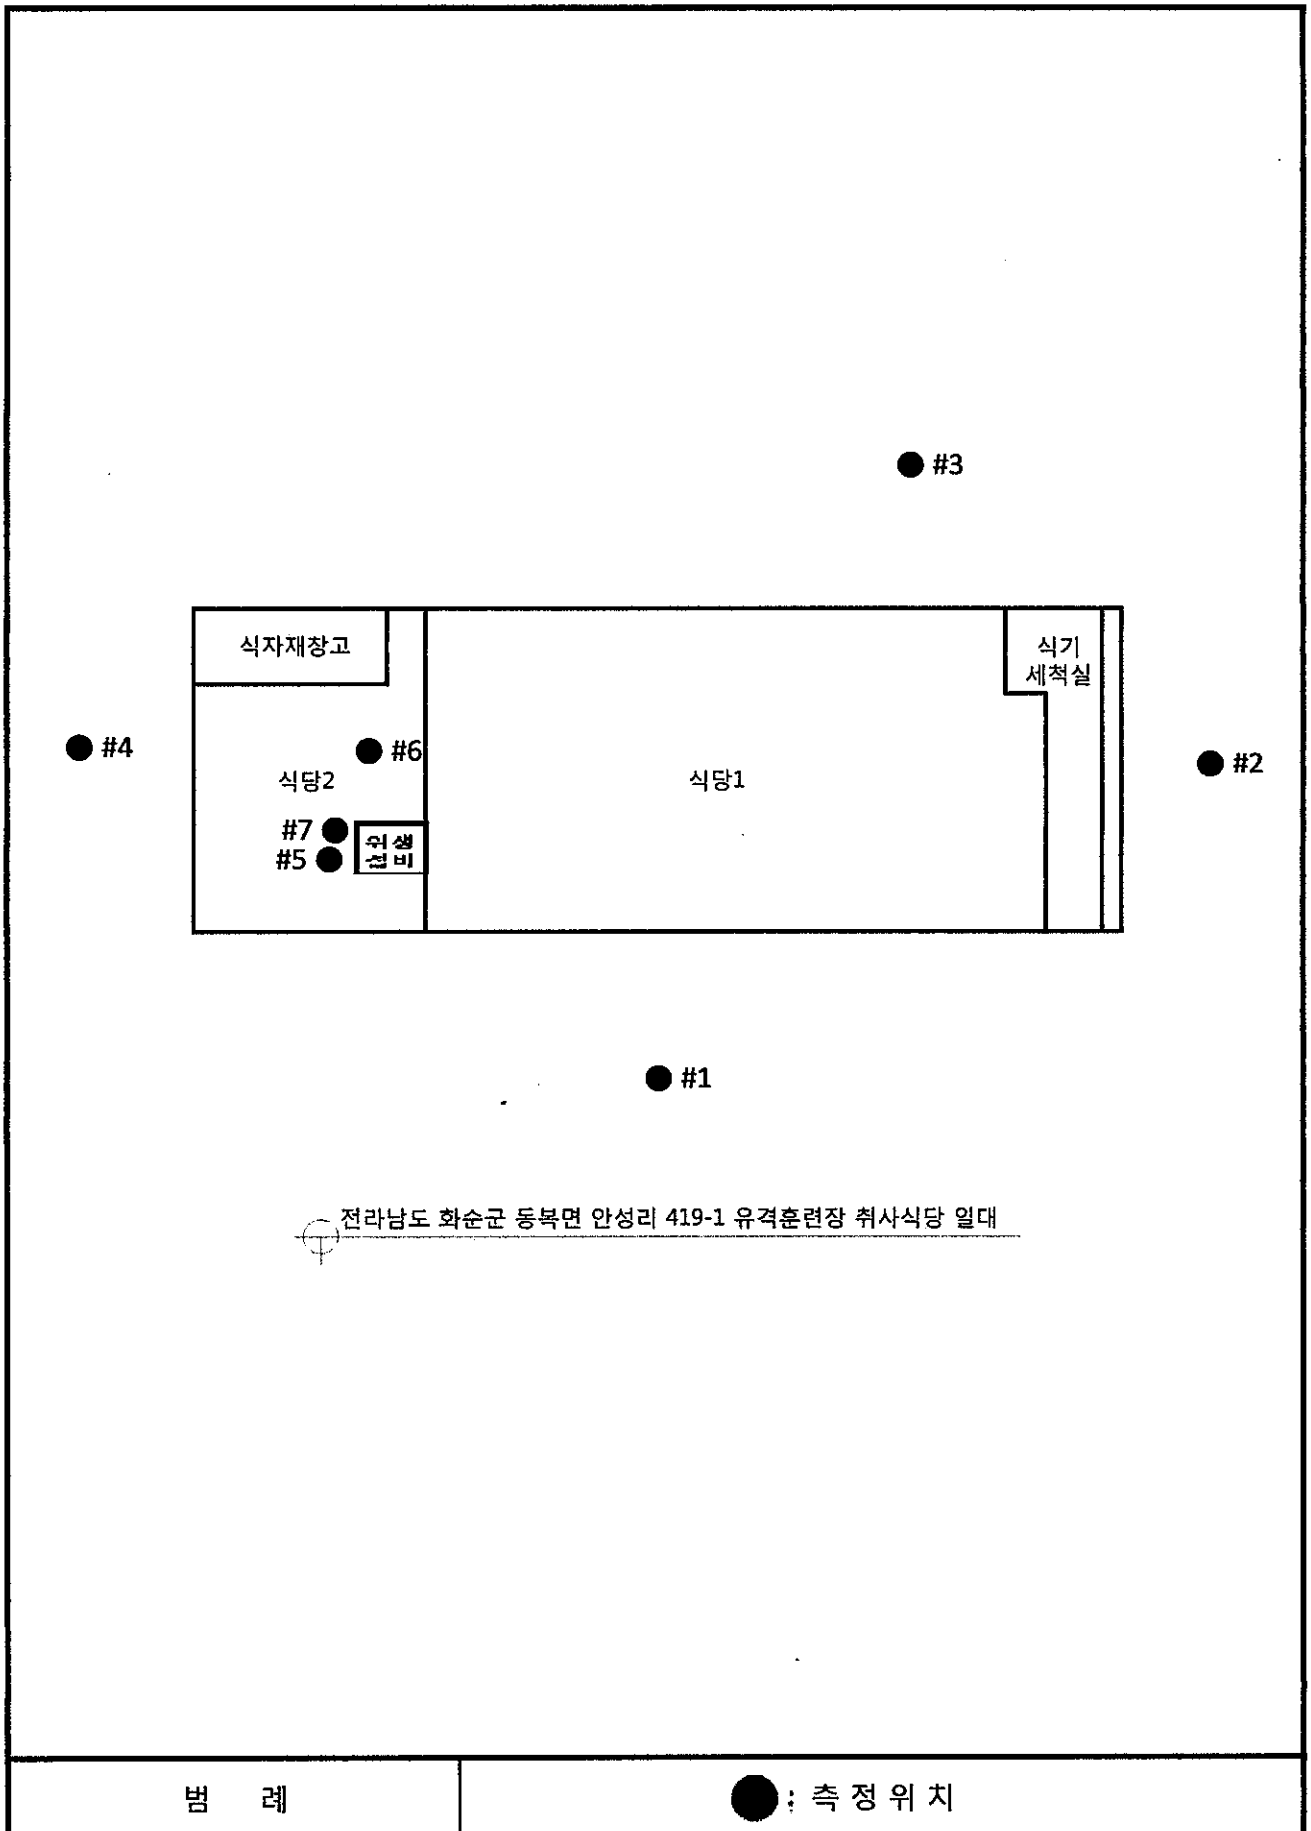 #3
식자재창고
식기
세척실
#4
#6
#2
식당2
식당1
#7
위생
설비
#5
#1
전라남도 화순군 동복면 안성리 419-1 유격훈련장 취사식당 일대
범 례
: 측정위치